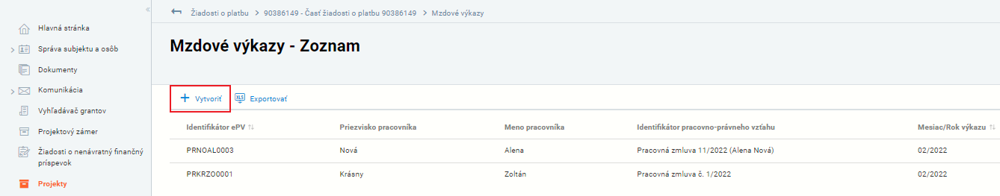 «
Hlavná stránka
Správa subjektu a osôb
Dokumenty
Komunikácia
Vyhľadávač grantov
Projektový zámer
Žiadosti o nenávratný finančný
príspevok
Projekty
Žiadosti o platbu > 90386149 - Časť žiadosti o platbu 90386149 > Mzdové výkazy
Mzdové výkazy - Zoznam
+ Vytvoriť XLS Exportovať
Identifikátor ePV Priezvisko pracovníka Meno pracovníka Identifikátor pracovno-právneho vzťahu Mesiac/Rok výkazu
PRNOAL0003 Nová Alena Pracovná zmluva 11/2022 (Alena Nová) 02/2022
PRKRZO0001 Krásny Zoltán Pracovná zmluva č. 1/2022 02/2022